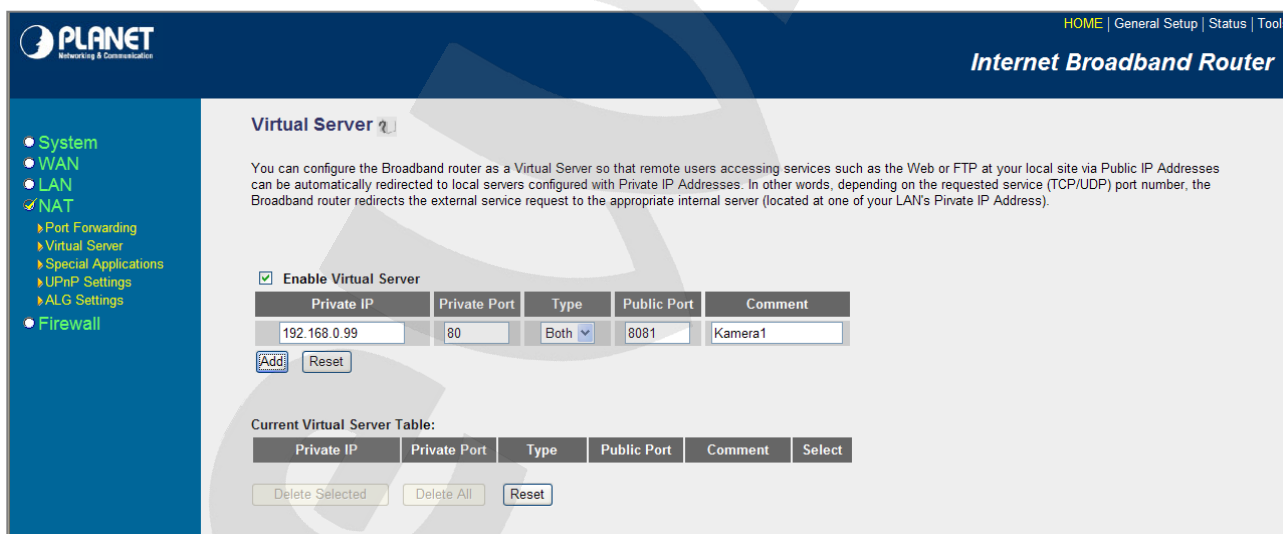 PLANET
Networking & Communication
HOME | General Setup | Status | Tool
Internet Broadband Router
System
WAN
LAN
NAT
Port Forwarding
Virtual Server
Special Applications
UPnP Settings
ALG Settings
Firewall
Virtual Server
You can configure the Broadband router as a Virtual Server so that remote users accessing services such as the Web or FTP at your local site via Public IP Addresses
can be automatically redirected to local servers configured with Private IP Addresses. In other words, depending on the requested service (TCP/UDP) port number, the
Broadband router redirects the external service request to the appropriate internal server (located at one of your LAN's Pivate IP Address).
Enable Virtual Server
Private IP Private Port Type Public Port Comment
192.168.0.99 80 Both 8081 Kamera1
Add Reset
Current Virtual Server Table:
Private IP Private Port Type Public Port Comment Select
Delete Selected Delete All Reset